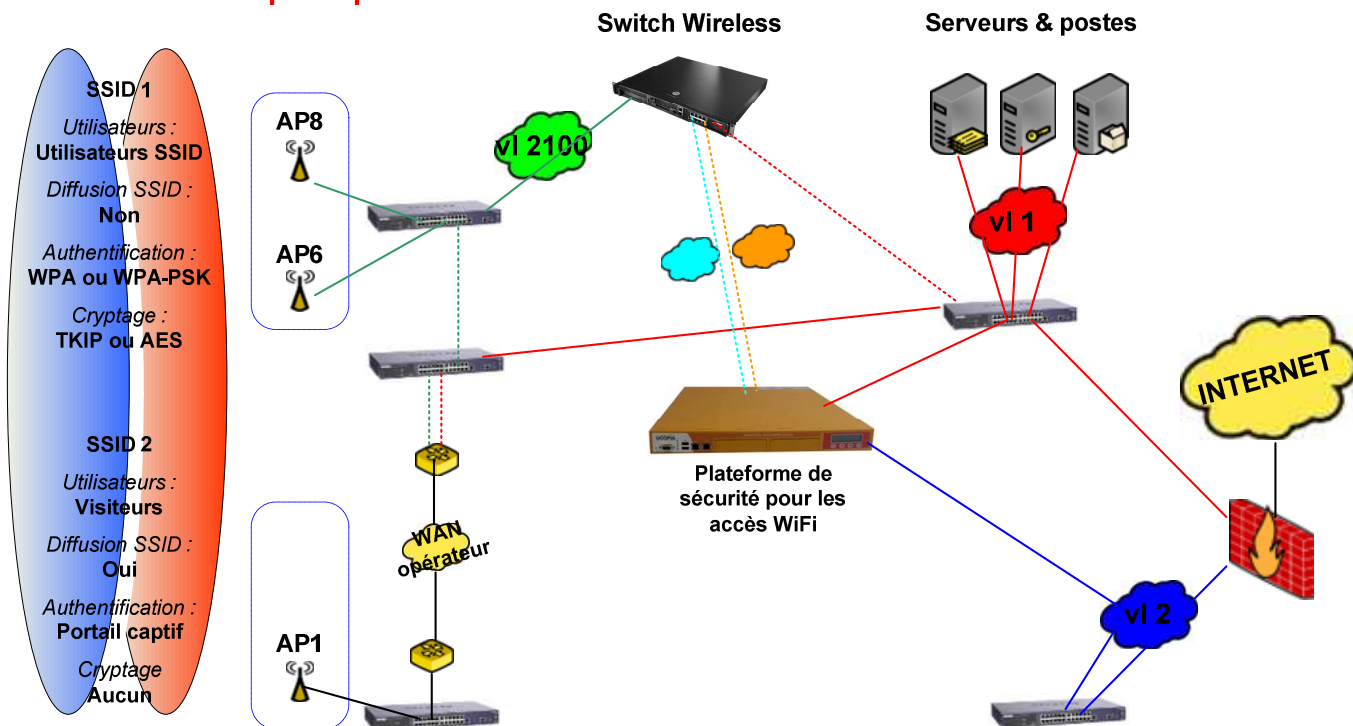 Switch Wireless
Serveurs & postes
SSID 1
Utilisateurs :
Utilisateurs SSID
Diffusion SSID :
Non
Authentification :
WPA ou WPA-PSK
Cryptage :
TKIP ou AES
SSID 2
Utilisateurs :
Visiteurs
Diffusion SSID :
Oui
Authentification :
Portail captif
Cryptage
Aucun
AP8
AP6
vl 2100
vl 1
INTERNET
UCOPIA
Plateforme de
sécurité pour les
accès WiFi
WAN
opérateur
AP1
vl 2